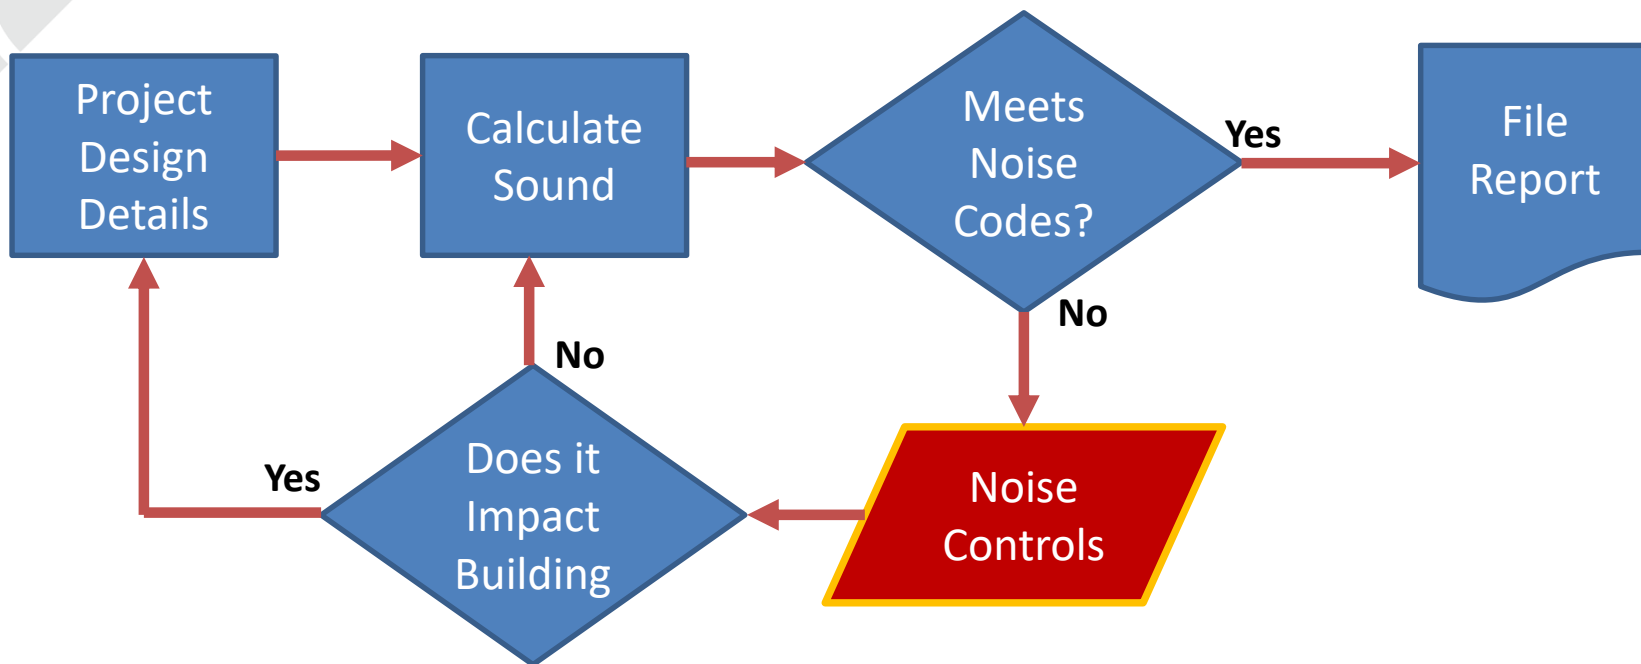 Project
Design
Details
Calculate
Sound
Meets
Noise
Codes?
Yes
File
Report
No
No
Yes
Does it
Impact
Building
Noise
Controls